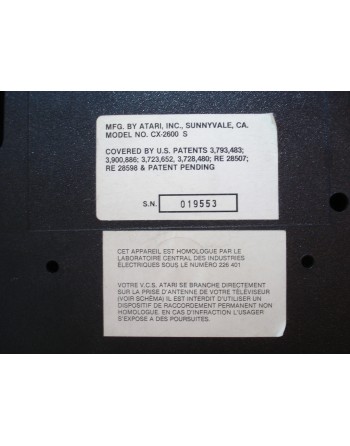 MFG. BY ATARI, INC., SUNNYVALE, CA.
MODEL NO. CX-2600 S
COVERED BY U.S. PATENTS 3,793,483;
3,900,886; 3,723,652, 3,728,480; RE 28507;
RE 28598 & PATENT PENDING
S.N. 019553
CET APPAREIL EST HOMOLOGUE PAR LE
LABORATOIRE CENTRAL DES INDUSTRIES
ÉLECTRIQUES SOUS LE NUMÉRO 226 401
VOTRE V.C.S. ATARI SE BRANCHE DIRECTEMENT
SUR LA PRISE D'ANTENNE DE VOTRE TÉLÉVISEUR
(VOIR SCHÉMA) IL EST INTERDIT D'UTILISER UN
DISPOSITIF DE RACCORDEMENT PERMANENT NON
HOMOLOGUE. EN CAS D'INFRACTION L'USAGER
S'EXPOSE A DES POURSUITES.